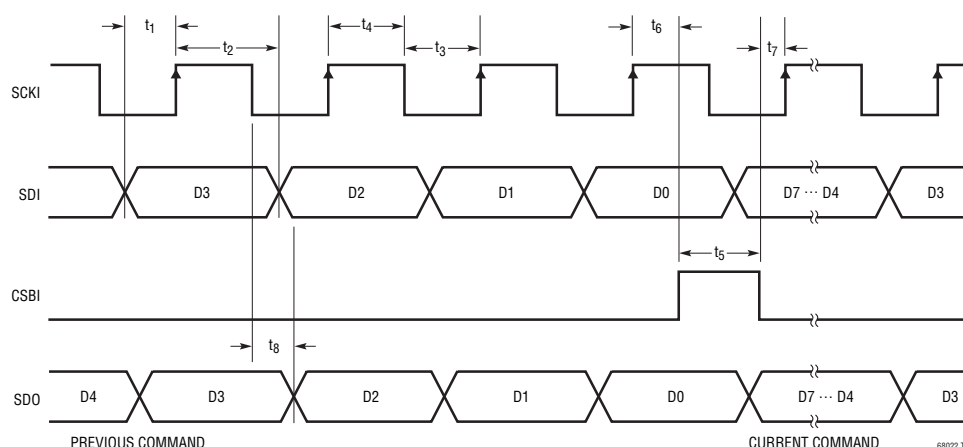 t1 t4 t6
t2 t3 t7
SCKI
SDI D3 D2 D1 D0 D7 ··· D4 D3
t5
CSBI
t8
SDO D4 D3 D2 D1 D0 D7 ··· D4 D3
PREVIOUS COMMAND CURRENT COMMAND